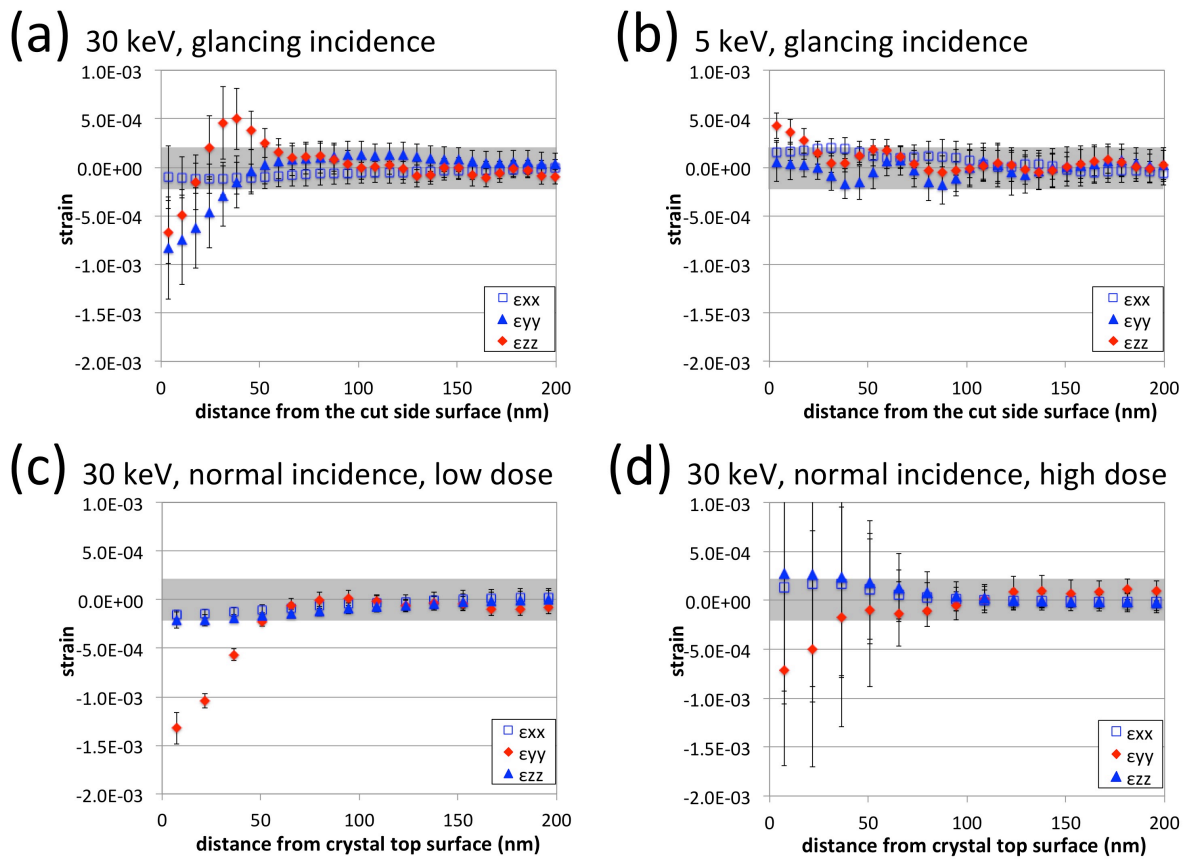 (a) 30 keV, glancing incidence
1.0E-03
5.0E-04
0.0E+00
-5.0E-04
-1.0E-03
-1.5E-03
-2.0E-03
strain
εxx
εyy
εzz
0 50 100 150 200
distance from the cut side surface (nm)
(b) 5 keV, glancing incidence
1.0E-03
5.0E-04
0.0E+00
-5.0E-04
-1.0E-03
-1.5E-03
-2.0E-03
strain
εxx
εyy
εzz
0 50 100 150 200
distance from the cut side surface (nm)
(c) 30 keV, normal incidence, low dose
1.0E-03
5.0E-04
0.0E+00
-5.0E-04
-1.0E-03
-1.5E-03
-2.0E-03
strain
εxx
εyy
εzz
0 50 100 150 200
distance from crystal top surface (nm)
(d) 30 keV, normal incidence, high dose
1.0E-03
5.0E-04
0.0E+00
-5.0E-04
-1.0E-03
-1.5E-03
-2.0E-03
strain
εxx
εyy
εzz
0 50 100 150 200
distance from crystal top surface (nm)